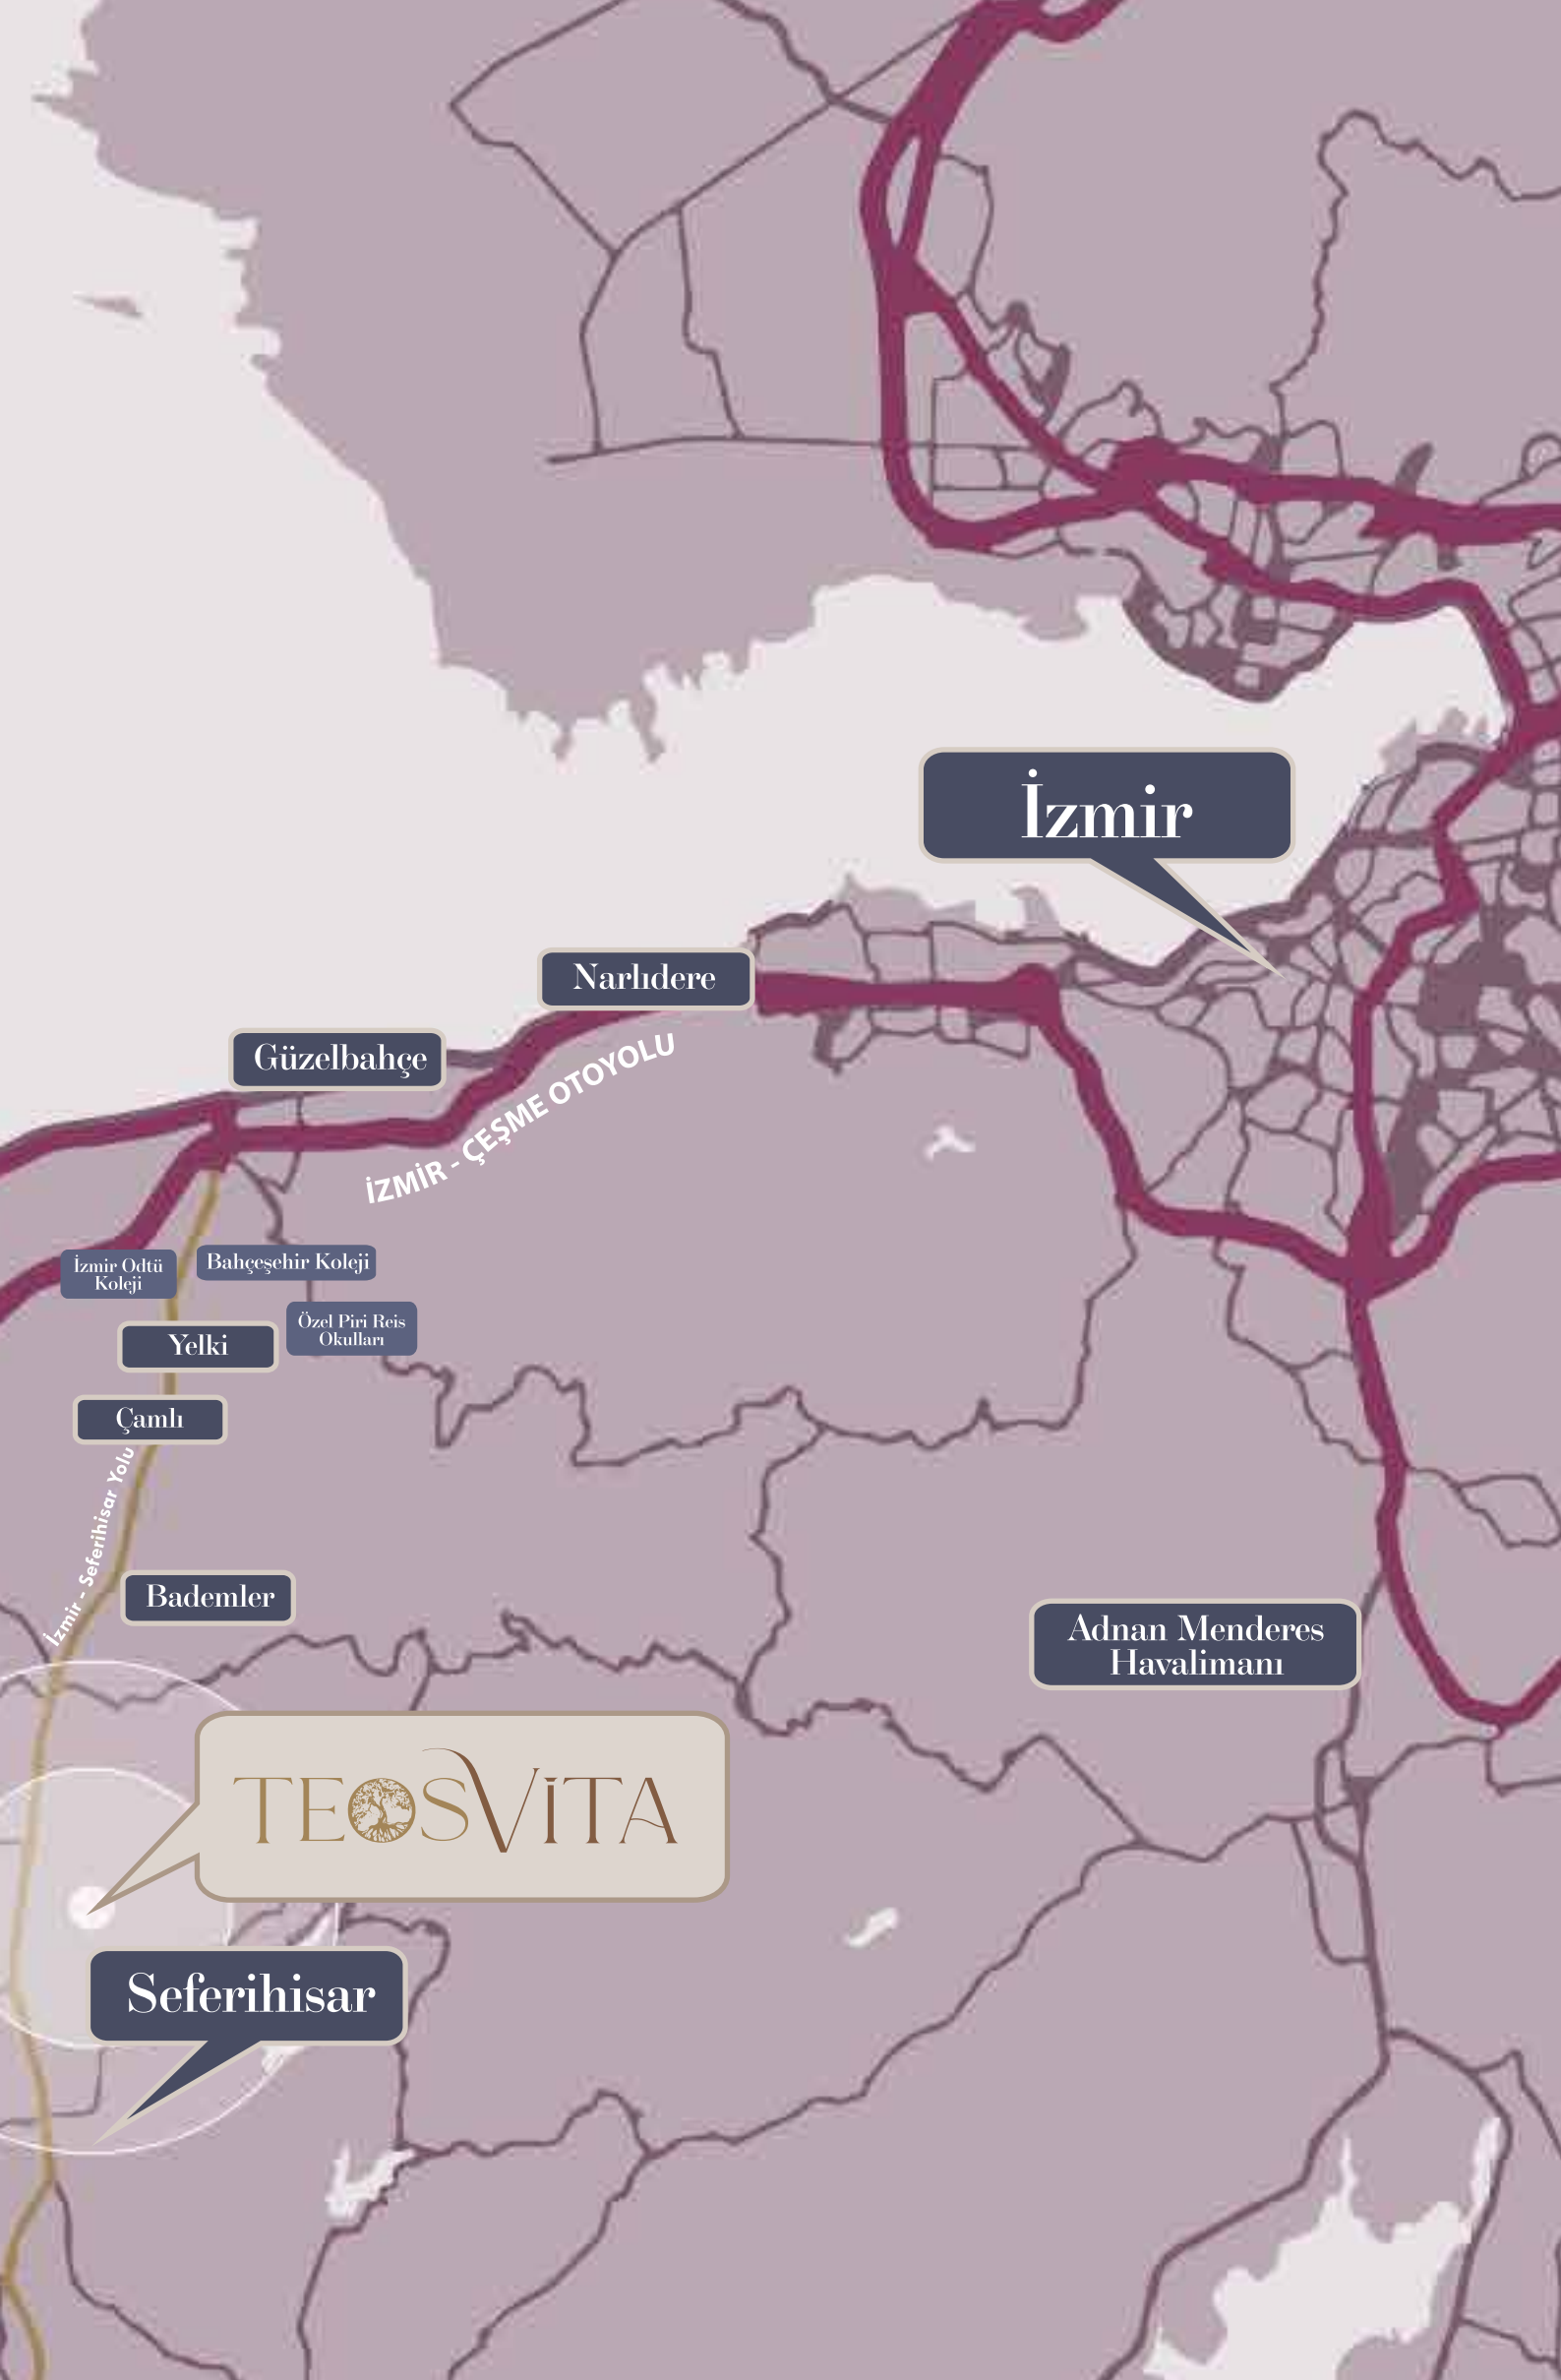 İzmir
Narlıdere
Güzelbahçe
İZMİR - ÇEŞME OTOYOLU
İzmir Odtü
Koleji
Bahçeşehir Koleji
Özel Piri Reis
Okulları
Yelki
Çamlı
İzmir - Seferihisar Yolu
Bademler
Adnan Menderes
Havalimanı
TEOSVİTA
Seferihisar